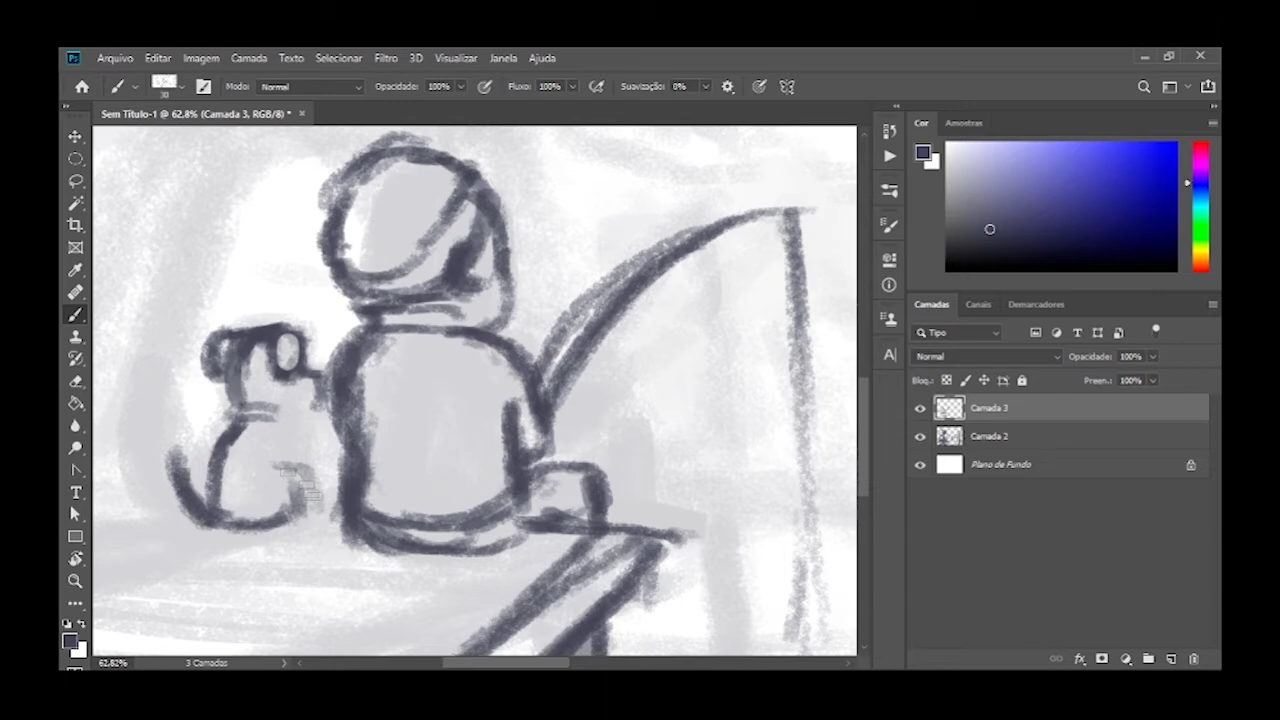 Ps Arquivo Editar Imagem Camada Texto Selecionar Filtro 3D Visualizar Janela Ajuda
30 Modo: Normal Opacidade: 100% Fluxo: 100% Suavização: 0%
Sem Título-1 @ 62,8% (Camada 3, RGB/8) *
Cor Amostras
Camadas Canais Demarcadores
Tipo
Normal Opacidade: 100%
Bloq.: Preen.: 100%
Camada 3
Camada 2
Plano de Fundo
62,82% 3 Camadas